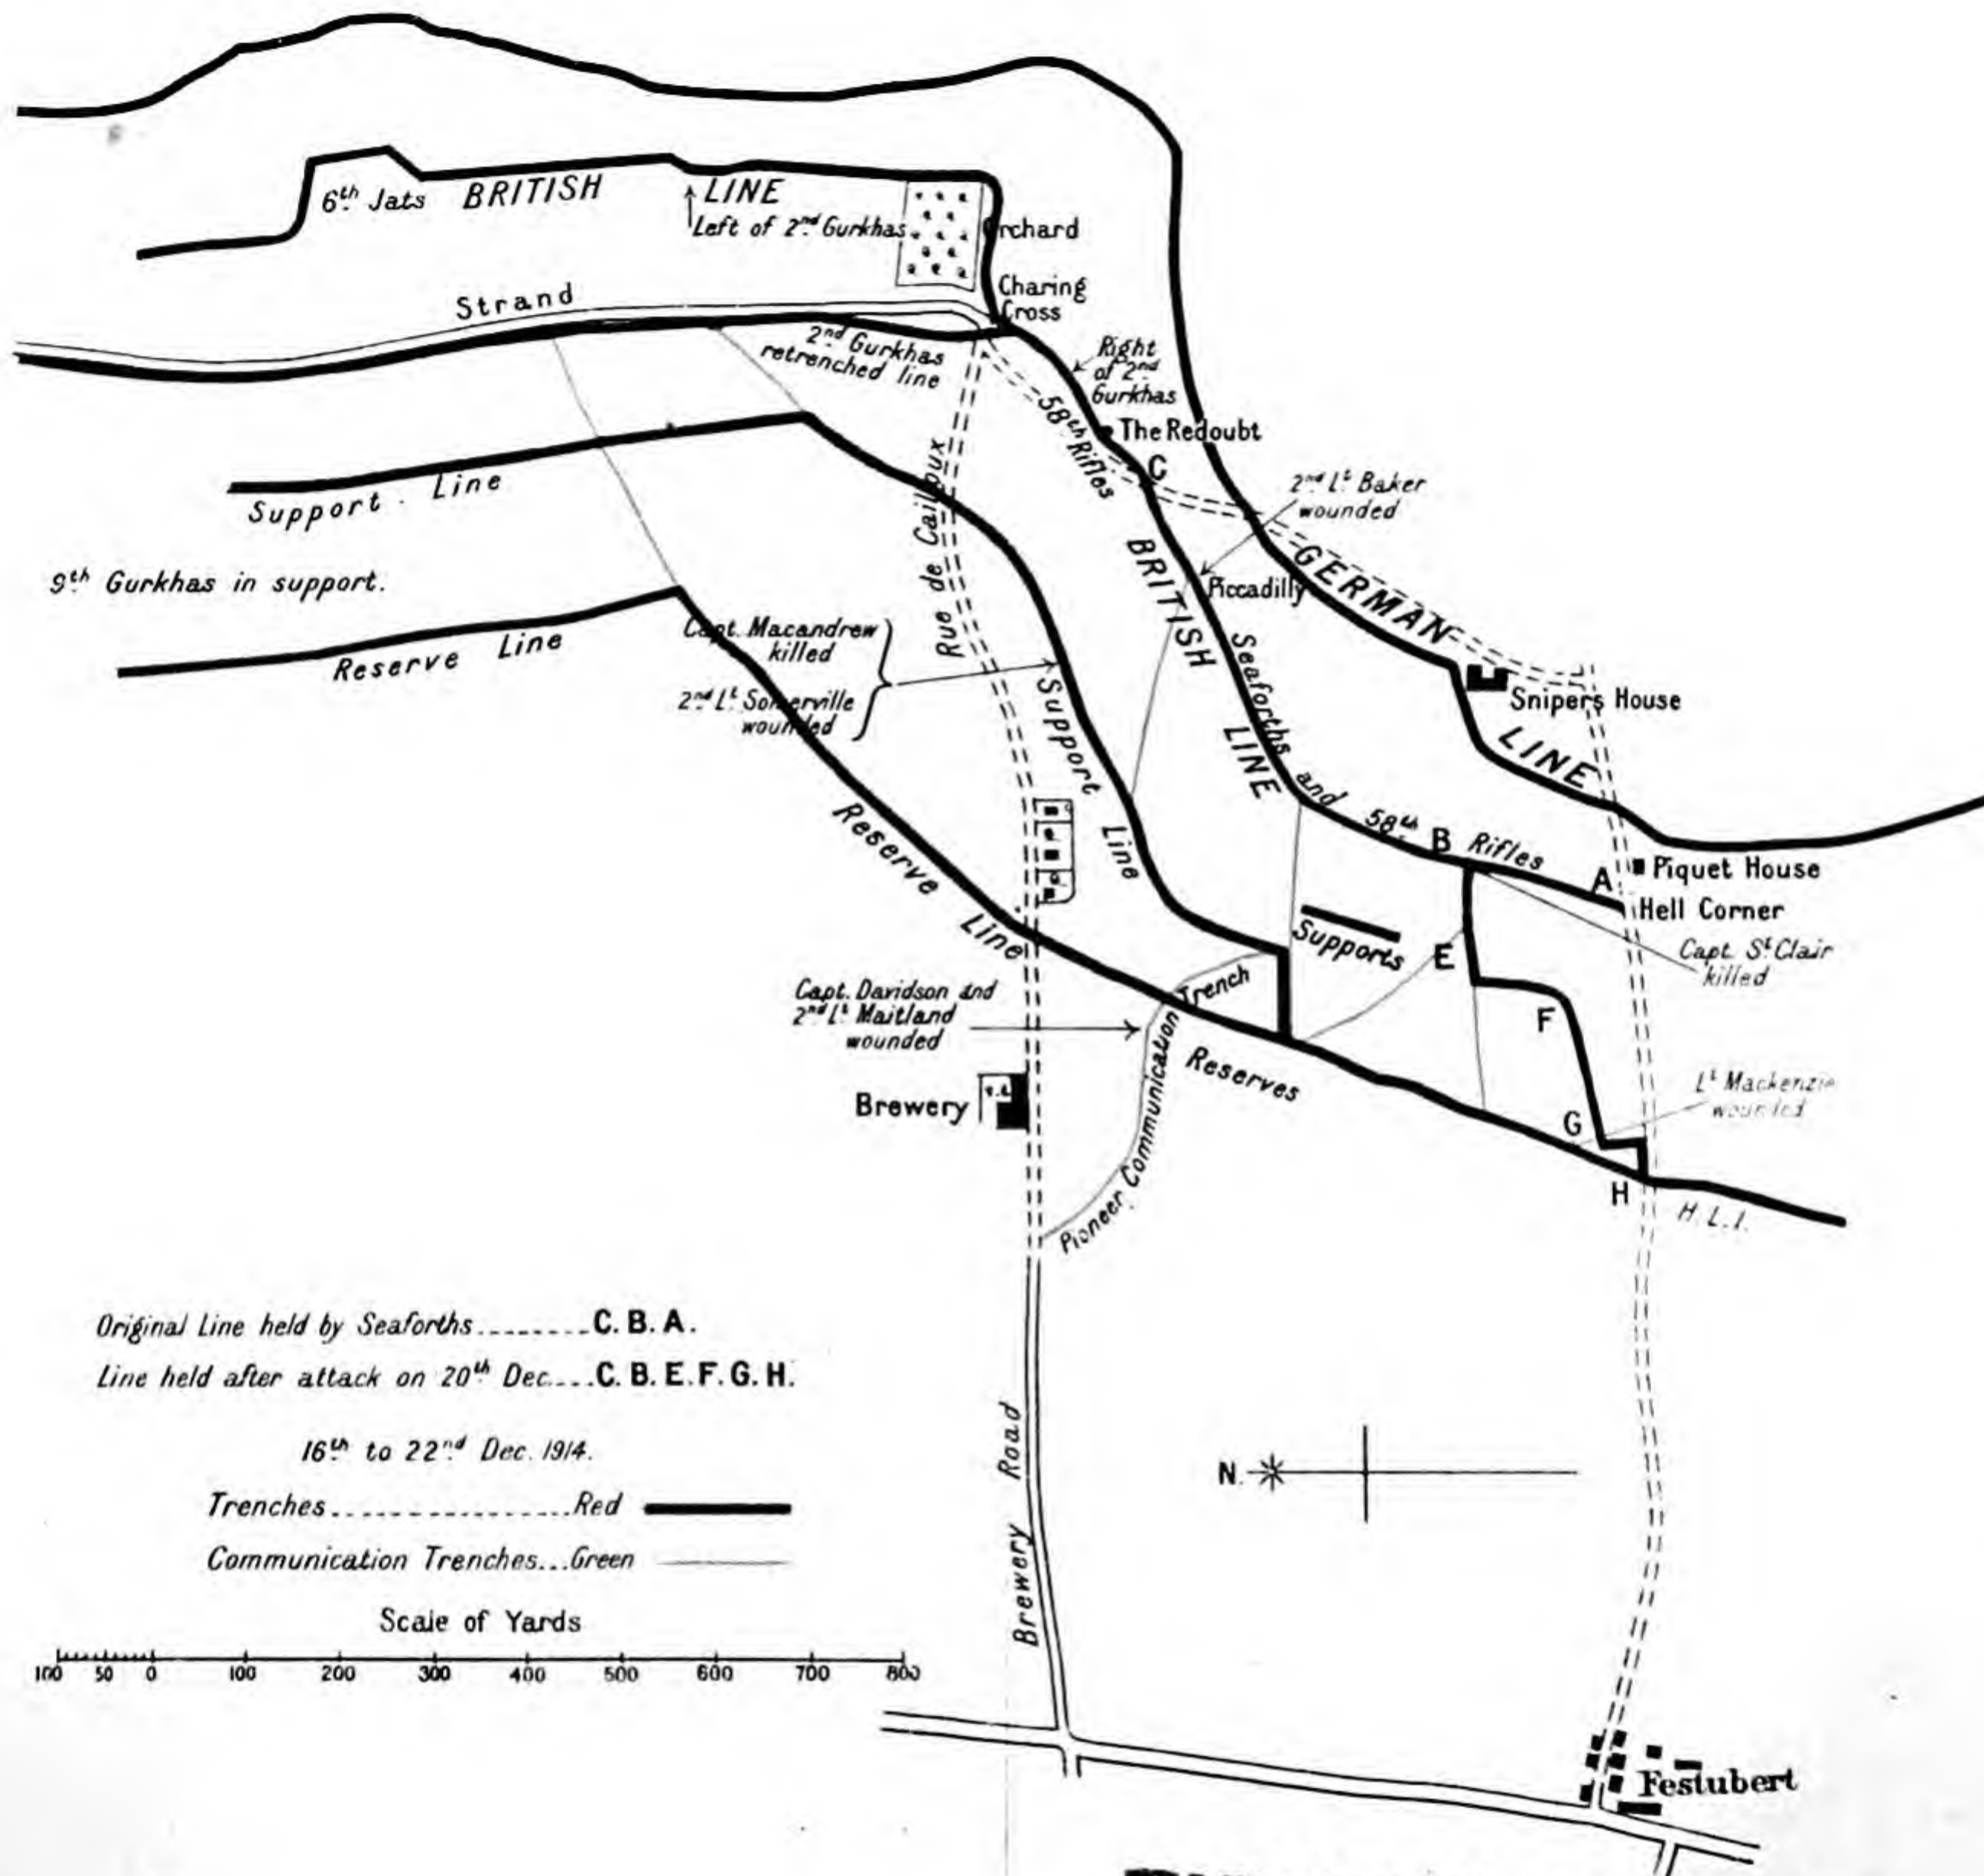 6th Jats BRITISH LINE
Left of 2nd Gurkhas
Orchard
Charing
Cross
Strand
2nd Gurkhas
retrenched line
Right
of 2nd
Gurkhas
58th Rifles
The Redoubt
C
2nd Lt Baker
wounded
Support Line
Rue de Cailloux
BRITISH LINE
Piccadilly
GERMAN LINE
9th Gurkhas in support.
Reserve Line
Capt. Macandrew
killed
2nd Lt Somerville
wounded
Seaforths and 58th Rifles
Snipers House
Support Line
Reserve Line
B
A
Piquet House
Hell Corner
Supports
E
Capt. St Clair
killed
Capt. Davidson and
2nd Lt Maitland
wounded
Pioneer Communication Trench
F
Reserves
Brewery
Lt Mackenzie
wounded
G
H
H.L.I.
Original Line held by Seaforths........C. B. A.
Line held after attack on 20th Dec....C. B. E. F. G. H.
16th to 22nd Dec. 1914.
Trenches................Red
Communication Trenches...Green
Scale of Yards
100 50 0 100 200 300 400 500 600 700 800
Brewery Road
N.
Festubert